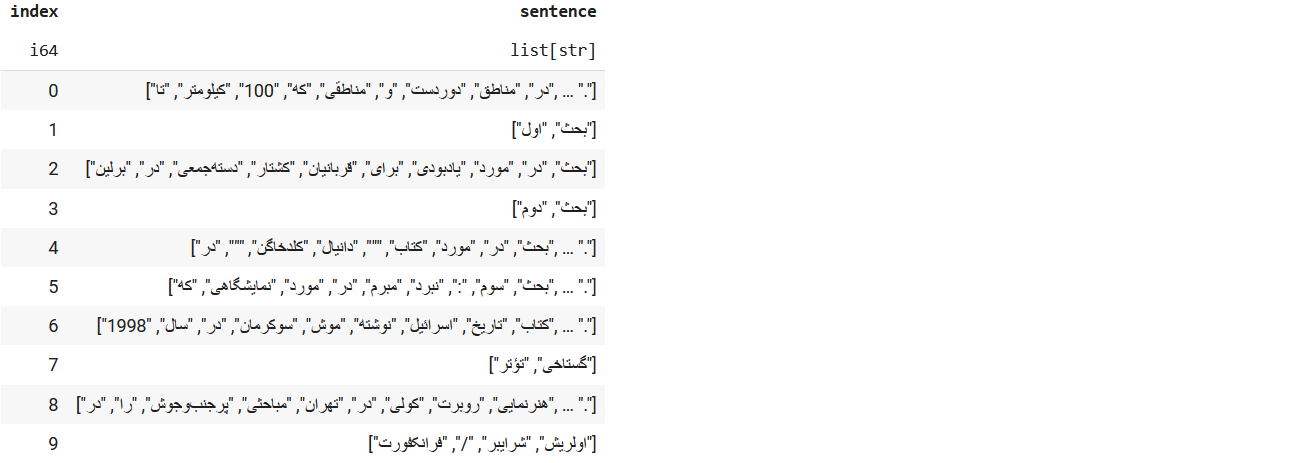 index sentence
i64 list[str]
0 ["در", "مناطق", "دوردست", "و", "مناطقی", "که", "100", "کیلومتر", "تا", … "."]
1 ["بحث", "اول"]
2 ["بحث", "در", "مورد", "یادبودی", "برای", "قربانیان", "کشتار", "دسته‌جمعی", "در", "برلین"]
3 ["بحث", "دوم"]
4 ["بحث", "در", "مورد", "کتاب", """, "دانیال", "کلدخاگن", """, "در", … "."]
5 ["بحث", "سوم", ":", "نبرد", "مبرم", "در", "مورد", "نمایشگاهی", "که", … "."]
6 ["کتاب", "تاریخ", "اسرائیل", "نوشته", "موش", "سوکرمان", "در", "سال", "1998", … "."]
7 ["گستاخی", "تؤتر"]
8 ["هنرنمایی", "روبرت", "کولی", "در", "تهران", "مباحثی", "پرجنب‌وجوش", "را", "در", … "."]
9 ["اولریش", "شرایبر", "/", "فرانکفورت"]